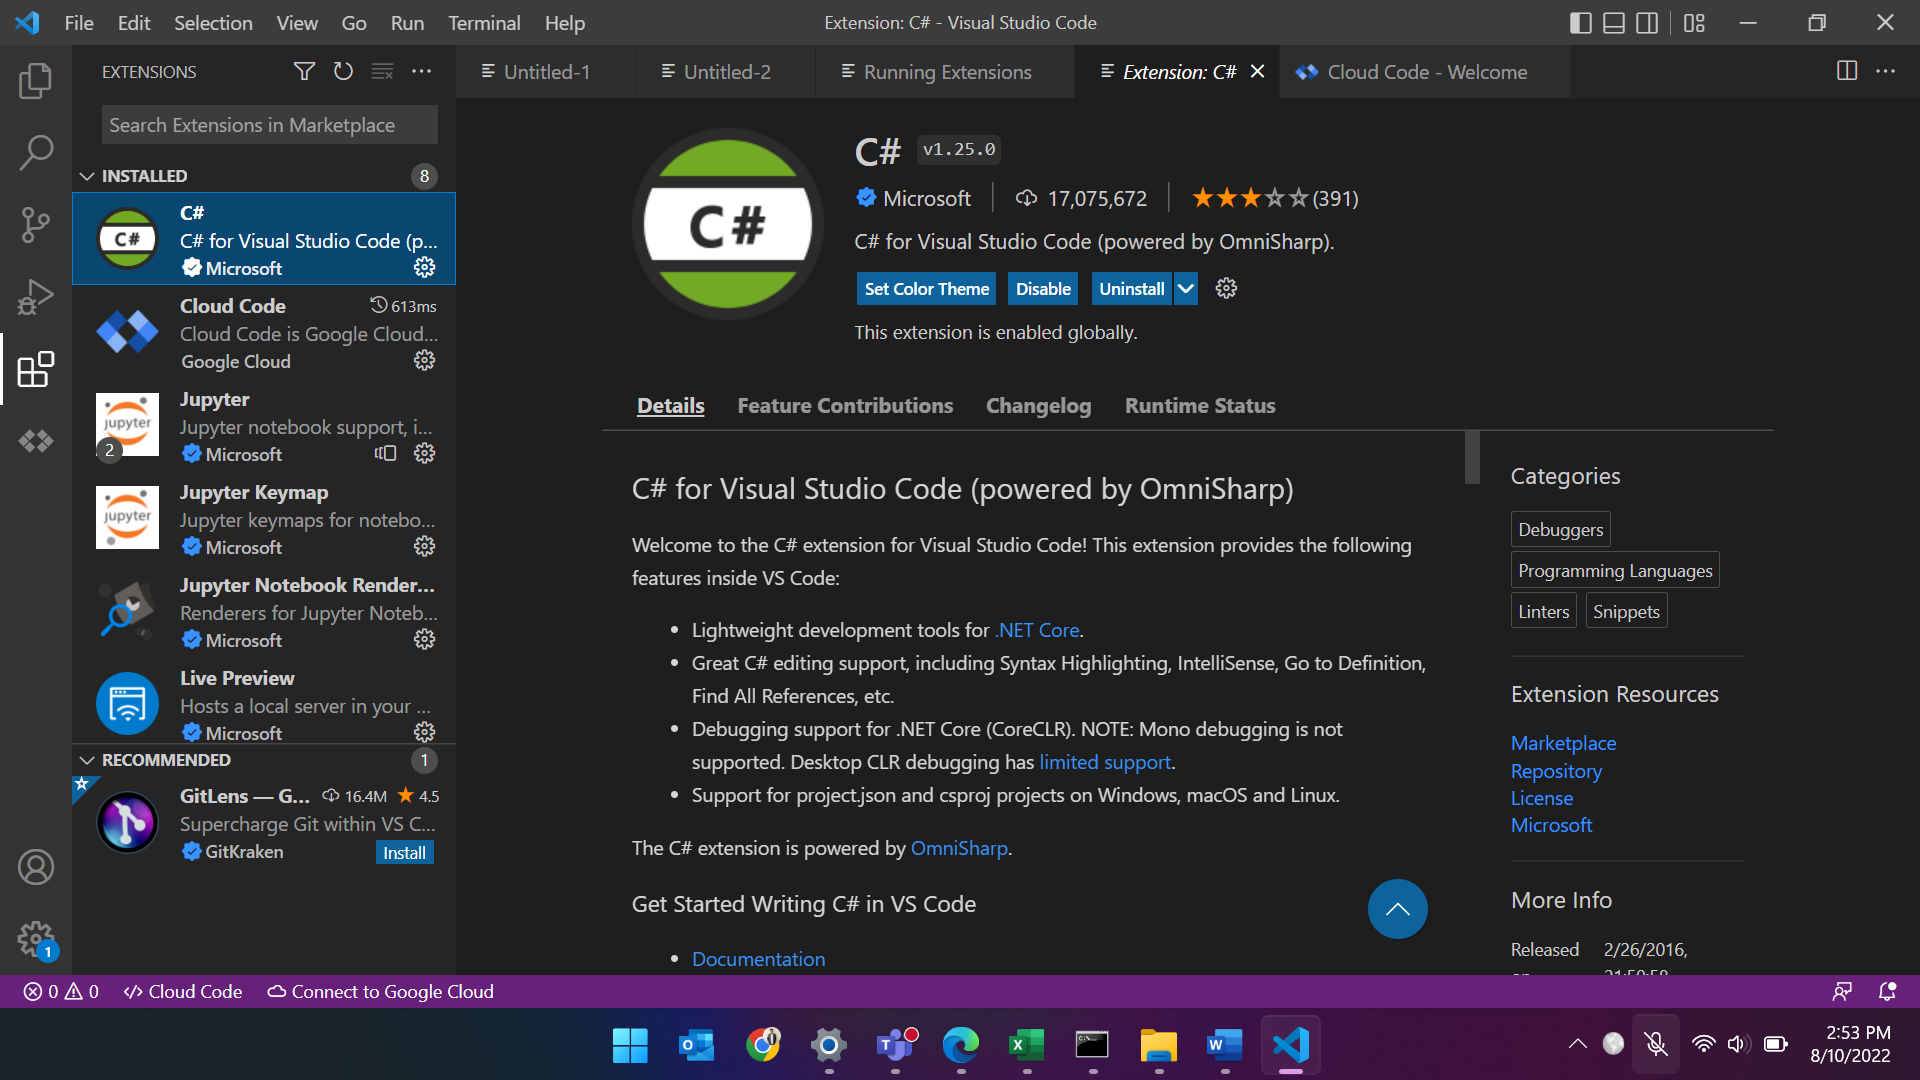 File Edit Selection View Go Run Terminal Help
Extension: C# - Visual Studio Code
EXTENSIONS
Search Extensions in Marketplace
INSTALLED 8
C#
C# for Visual Studio Code (p...
Microsoft
Cloud Code 613ms
Cloud Code is Google Cloud...
Google Cloud
jupyter
2
Jupyter
Jupyter notebook support, i...
Microsoft
jupyter
Jupyter Keymap
Jupyter keymaps for notebo...
Microsoft
Jupyter Notebook Render...
Renderers for Jupyter Noteb...
Microsoft
Live Preview
Hosts a local server in your ...
Microsoft
RECOMMENDED 1
GitLens — G... 16.4M 4.5
Supercharge Git within VS C...
GitKraken Install
1
Untitled-1 Untitled-2 Running Extensions Extension: C# Cloud Code - Welcome
C#
C# v1.25.0
Microsoft 17,075,672 (391)
C# for Visual Studio Code (powered by OmniSharp).
Set Color Theme Disable Uninstall
This extension is enabled globally.
Details Feature Contributions Changelog Runtime Status
C# for Visual Studio Code (powered by OmniSharp)
Welcome to the C# extension for Visual Studio Code! This extension provides the following
features inside VS Code:
• Lightweight development tools for .NET Core.
• Great C# editing support, including Syntax Highlighting, IntelliSense, Go to Definition,
Find All References, etc.
• Debugging support for .NET Core (CoreCLR). NOTE: Mono debugging is not
supported. Desktop CLR debugging has limited support.
• Support for project.json and csproj projects on Windows, macOS and Linux.
The C# extension is powered by OmniSharp.
Get Started Writing C# in VS Code
• Documentation
Categories
Debuggers
Programming Languages
Linters Snippets
Extension Resources
Marketplace
Repository
License
Microsoft
More Info
Released 2/26/2016,
0 0 Cloud Code Connect to Google Cloud
2:53 PM
8/10/2022